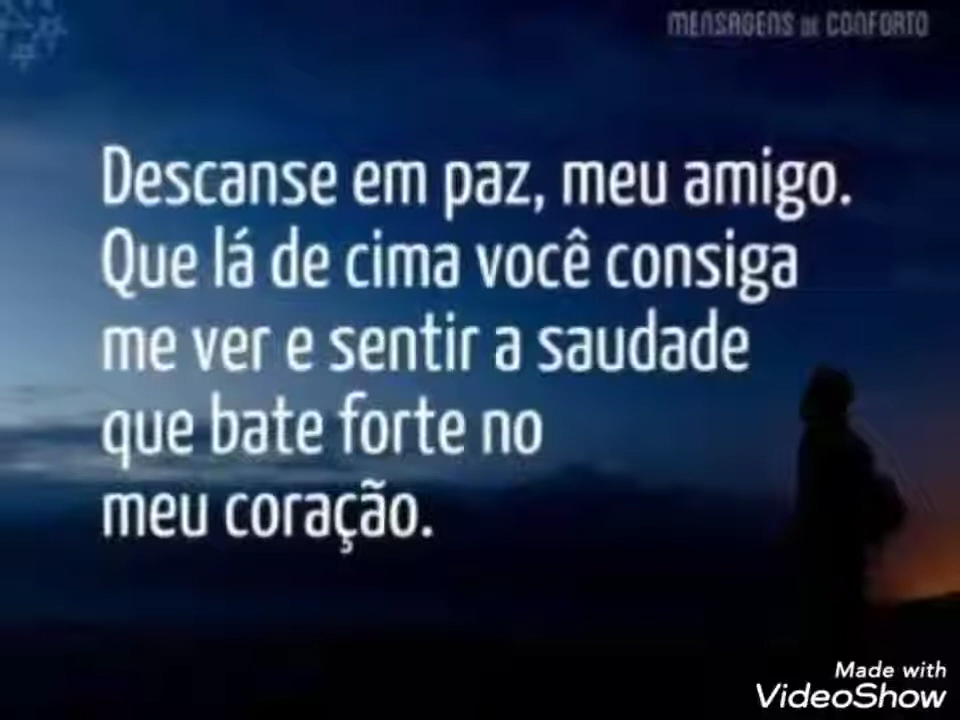 MENSAGENS DE CONFORTO
Descanse em paz, meu amigo.
Que lá de cima você consiga
me ver e sentir a saudade
que bate forte no
meu coração.
Made with
VideoShow